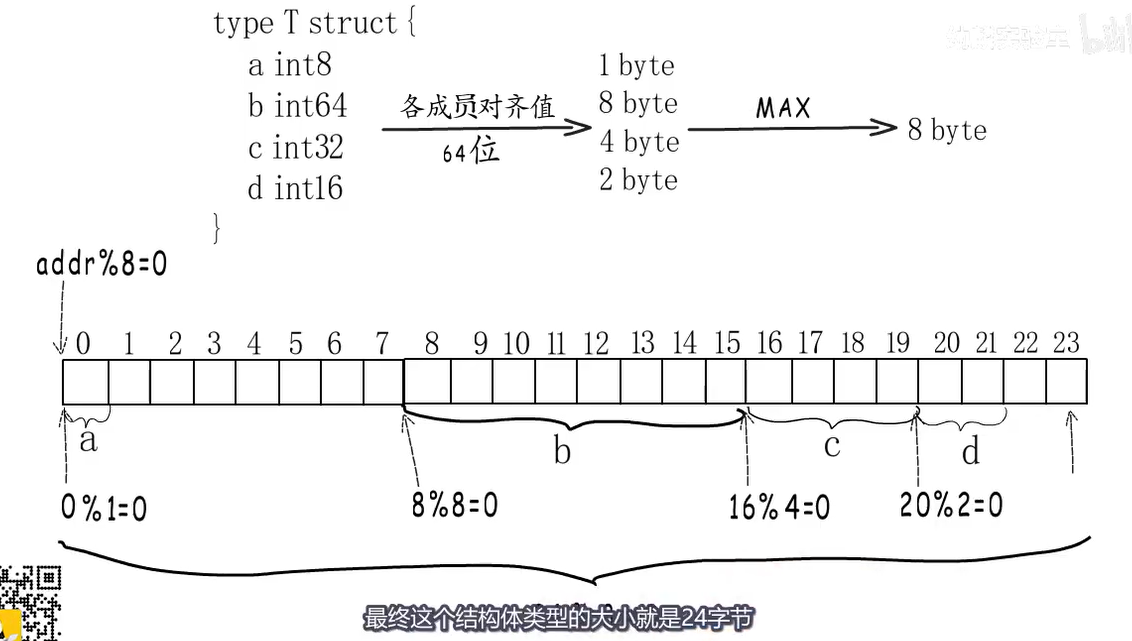 type T struct {
a int8
b int64
c int32
d int16
}
各成员对齐值
64位
1 byte
8 byte
4 byte
2 byte
MAX
8 byte
addr%8=0
0 1 2 3 4 5 6 7 8 9 10 11 12 13 14 15 16 17 18 19 20 21 22 23
a
b
c
d
0%1=0
8%8=0
16%4=0
20%2=0
最终这个结构体类型的大小就是24字节